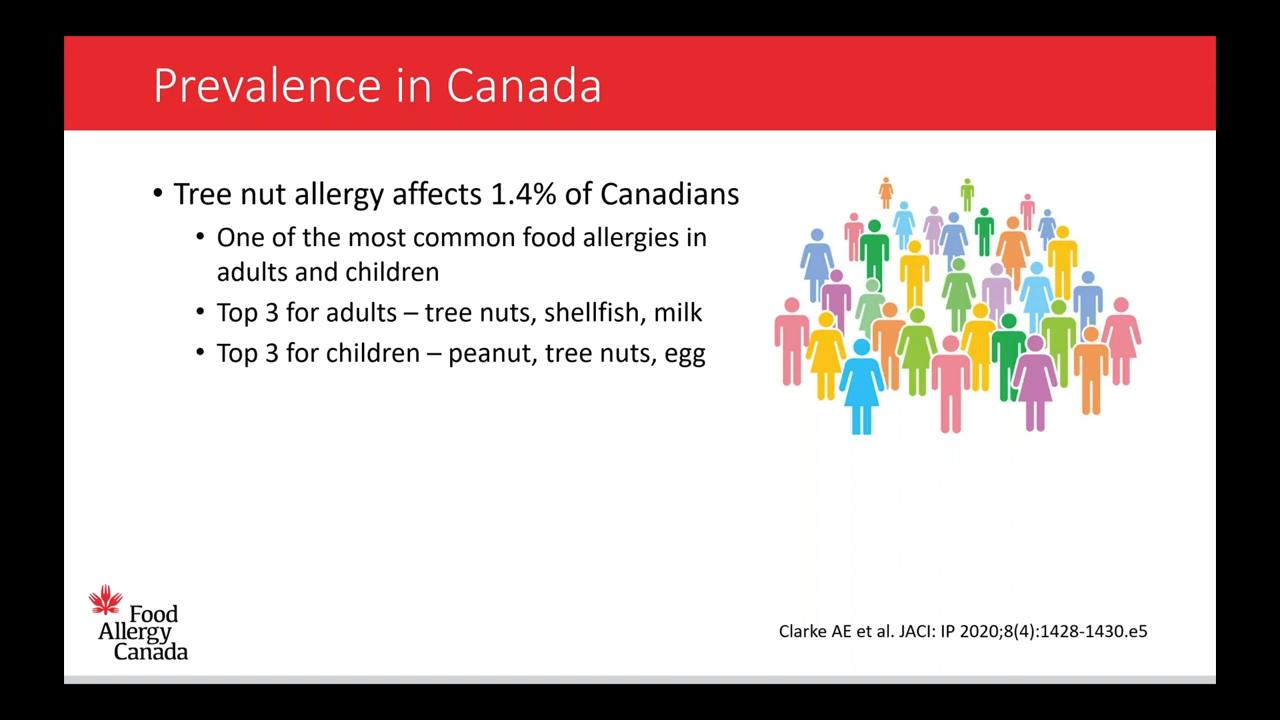 Prevalence in Canada
• Tree nut allergy affects 1.4% of Canadians
• One of the most common food allergies in
adults and children
• Top 3 for adults – tree nuts, shellfish, milk
• Top 3 for children – peanut, tree nuts, egg
Food
Allergy
Canada
Clarke AE et al. JACI: IP 2020;8(4):1428-1430.e5